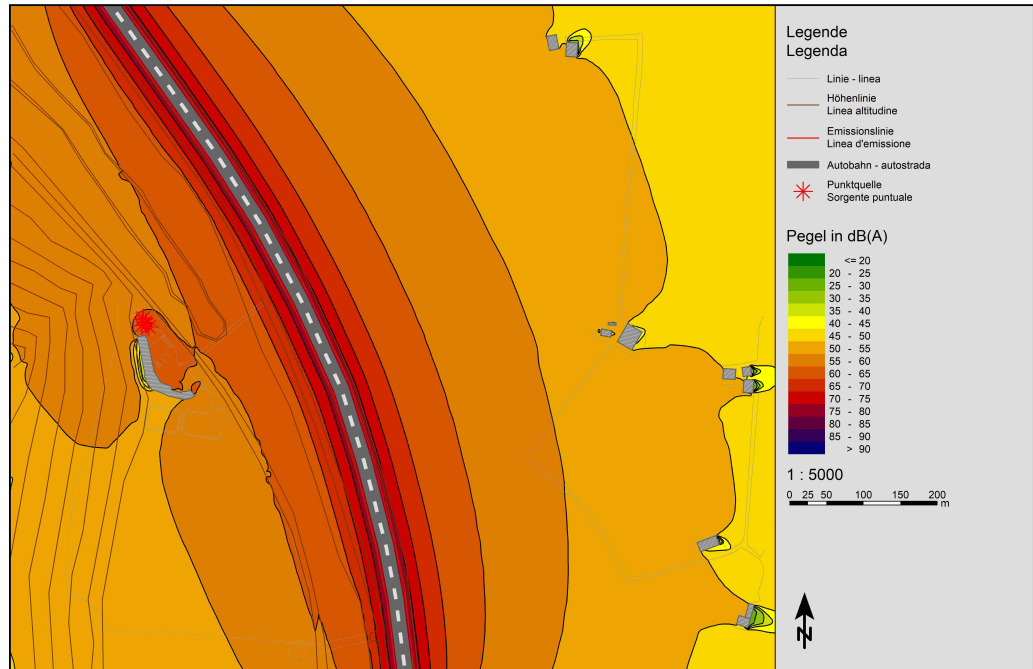 Legende
Legenda
Linie - linea
Höhenlinie
Linea altitudine
Emissionslinie
Linea d'emissione
Autobahn - autostrada
Punktquelle
Sorgente puntuale
Pegel in dB(A)
<= 20
20 - 25
25 - 30
30 - 35
35 - 40
40 - 45
45 - 50
50 - 55
55 - 60
60 - 65
65 - 70
70 - 75
75 - 80
80 - 85
85 - 90
> 90
1 : 5000
0 25 50 100 150 200
m
N